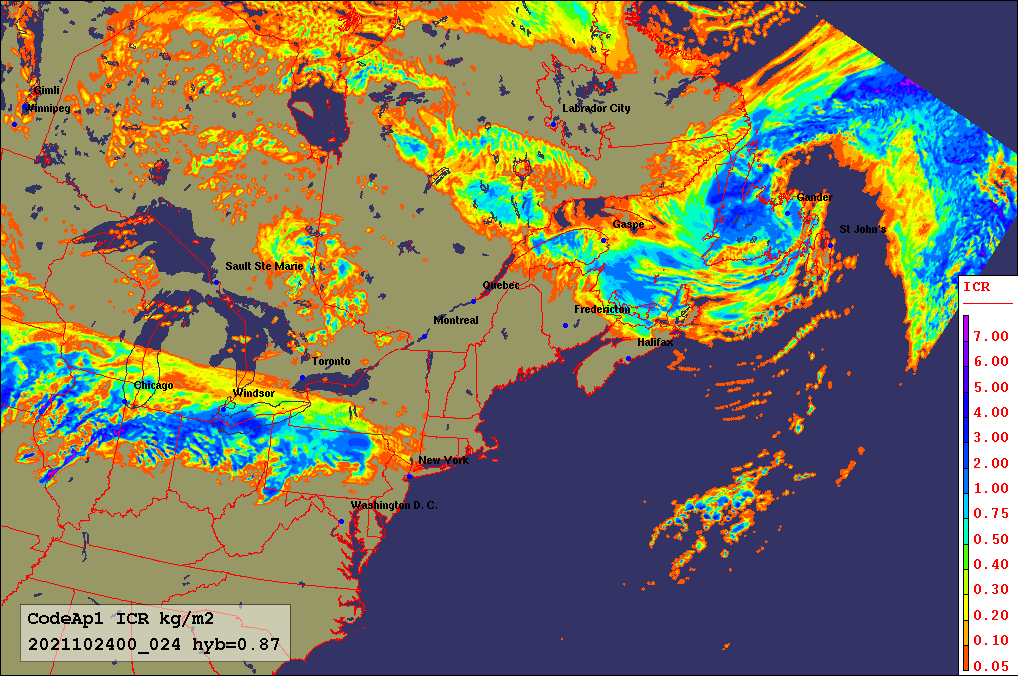 Gimli
Winnipeg
Labrador City
Gander
Gaspe
St John's
Sault Ste Marie
Quebec
ICR
Fredericton
Montreal
7.00
Halifax
Toronto
6.00
Chicago
5.00
Windsor
4.00
3.00
New York
2.00
1.00
Washington D. C.
0.75
0.50
0.40
0.30
CodeAp1 ICR kg/m2
0.20
2021102400_024 hyb=0.87
0.10
0.05